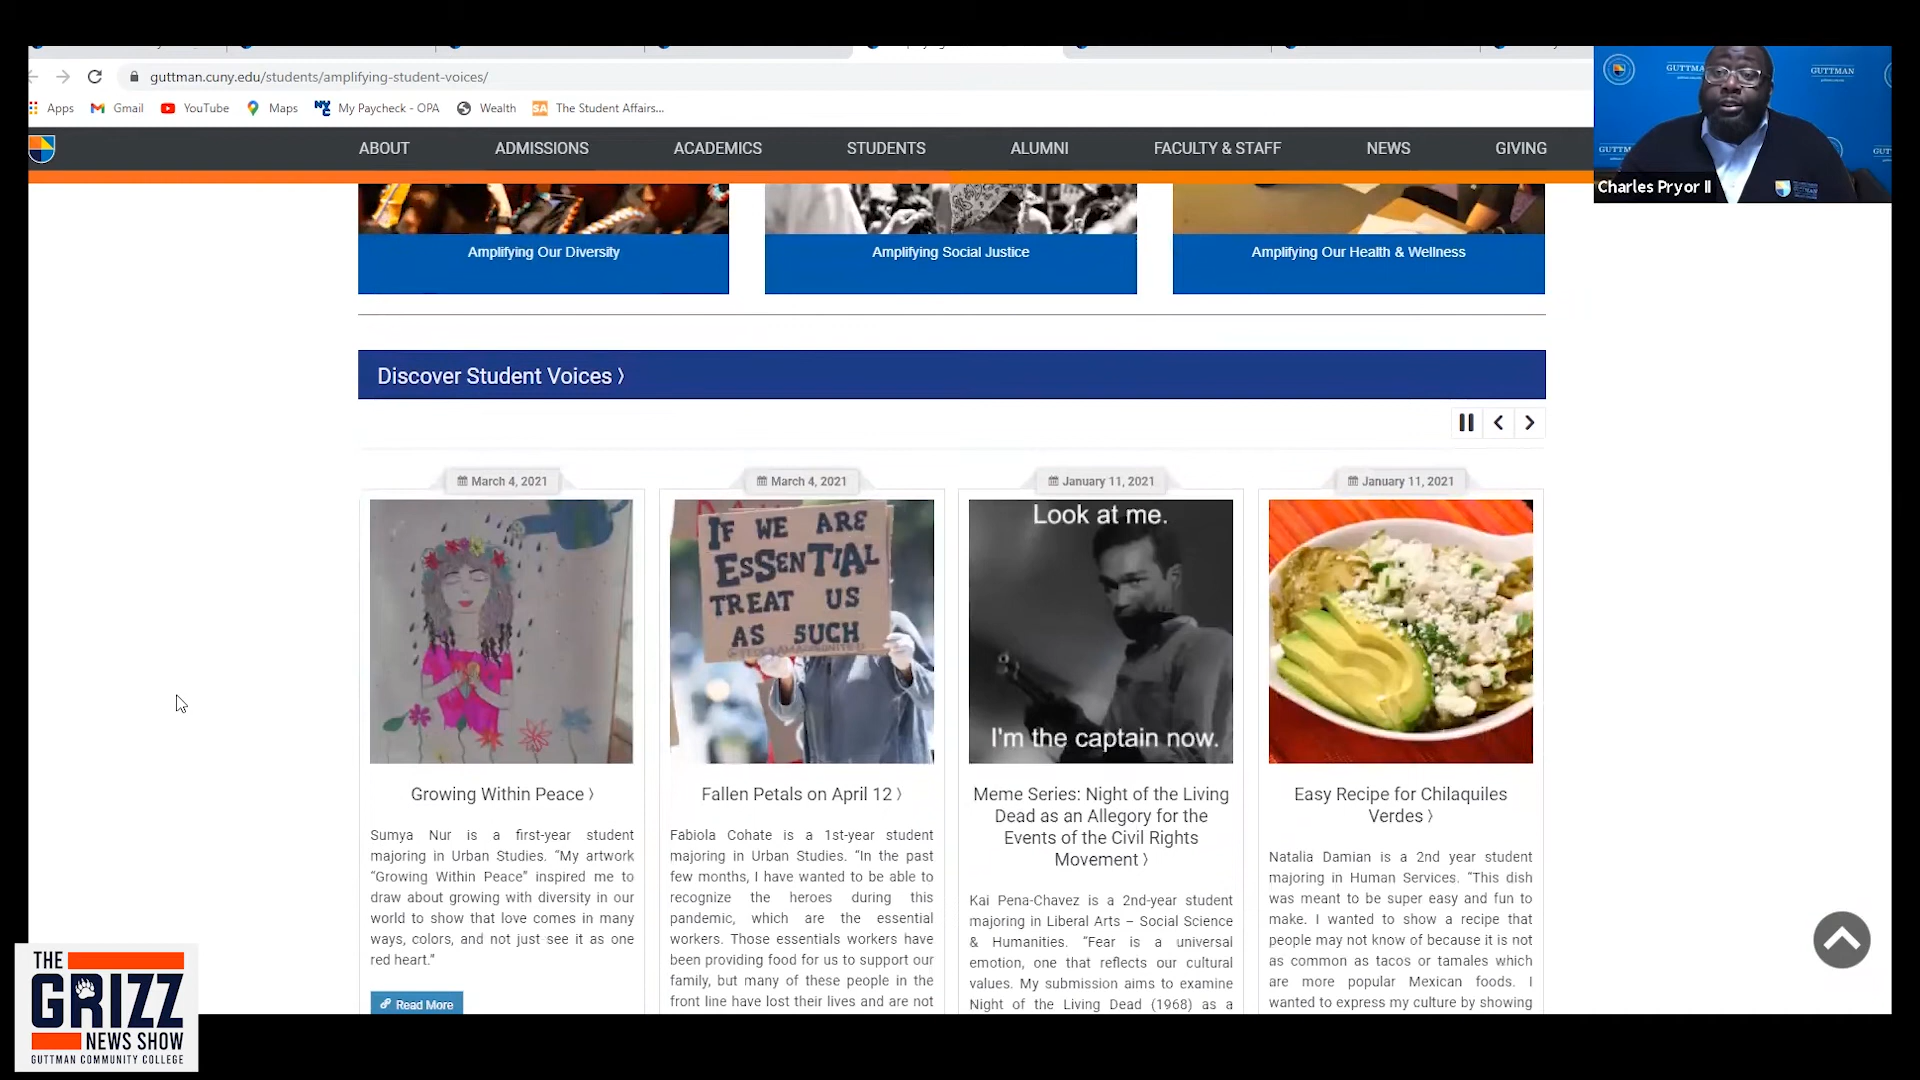 guttman.cuny.edu/students/amplifying-student-voices/
Apps Gmail YouTube Maps My Paycheck - OPA Wealth The Student Affairs...
GUTTMAN
GUTTMAN
Charles Pryor II
ABOUT ADMISSIONS ACADEMICS STUDENTS ALUMNI FACULTY & STAFF NEWS GIVING
Amplifying Our Diversity
Amplifying Social Justice
Amplifying Our Health & Wellness
Discover Student Voices ⟩
March 4, 2021
IF WE ARE
ESSENTIAL
TREAT US
AS SUCH
Growing Within Peace ⟩
Sumya Nur is a first-year student
majoring in Urban Studies. “My artwork
“Growing Within Peace” inspired me to
draw about growing with diversity in our
world to show that love comes in many
ways, colors, and not just see it as one
red heart.”
Read More
March 4, 2021
Fallen Petals on April 12 ⟩
Fabiola Cohate is a 1st-year student
majoring in Urban Studies. “In the past
few months, I have wanted to be able to
recognize the heroes during this
pandemic, which are the essential
workers. Those essentials workers have
been providing food for us to support our
family, but many of these people in the
front line have lost their lives and are not
January 11, 2021
Look at me.
I'm the captain now.
Meme Series: Night of the Living
Dead as an Allegory for the
Events of the Civil Rights
Movement ⟩
Kai Pena-Chavez is a 2nd-year student
majoring in Liberal Arts – Social Science
& Humanities. “Fear is a universal
emotion, one that reflects our cultural
values. My submission aims to examine
Night of the Living Dead (1968) as a
January 11, 2021
Easy Recipe for Chilaquiles
Verdes ⟩
Natalia Damian is a 2nd year student
majoring in Human Services. “This dish
was meant to be super easy and fun to
make. I wanted to show a recipe that
people may not know of because it is not
as common as tacos or tamales which
are more popular Mexican foods. I
wanted to express my culture by showing
THE
GRIZZ
NEWS SHOW
GUTTMAN COMMUNITY COLLEGE